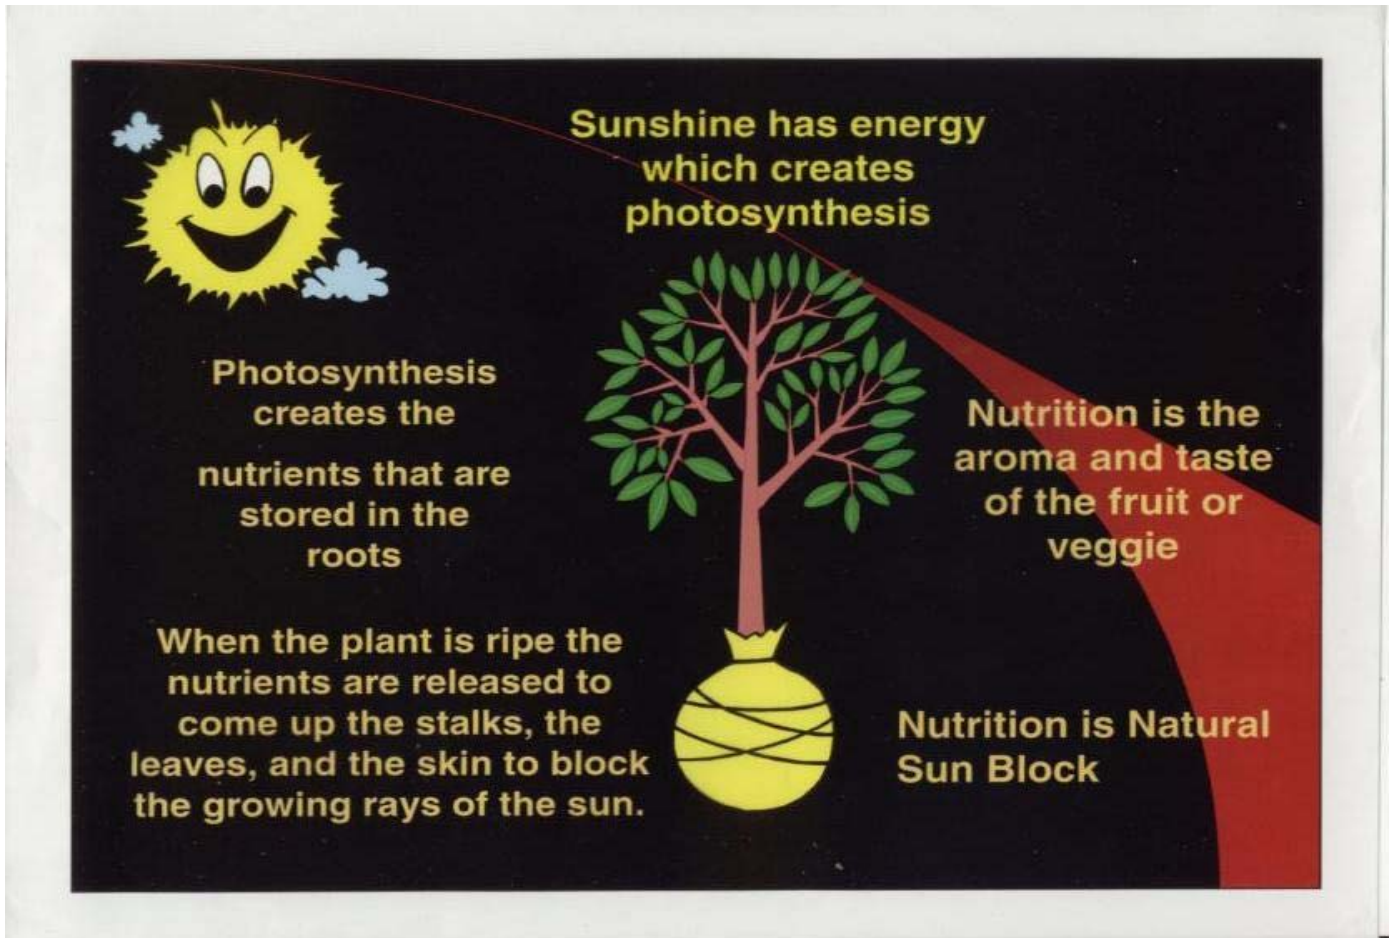 Sunshine has energy
which creates
photosynthesis
Photosynthesis
creates the
nutrients that are
stored in the
roots
Nutrition is the
aroma and taste
of the fruit or
veggie
When the plant is ripe the
nutrients are released to
come up the stalks, the
leaves, and the skin to block
the growing rays of the sun.
Nutrition is Natural
Sun Block